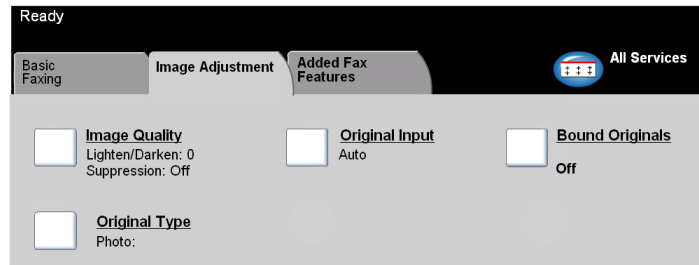 Ready
Basic
Faxing
Image Adjustment
Added Fax
Features
All Services
Image Quality
Lighten/Darken: 0
Suppression: Off
Original Input
Auto
Bound Originals
Off
Original Type
Photo: